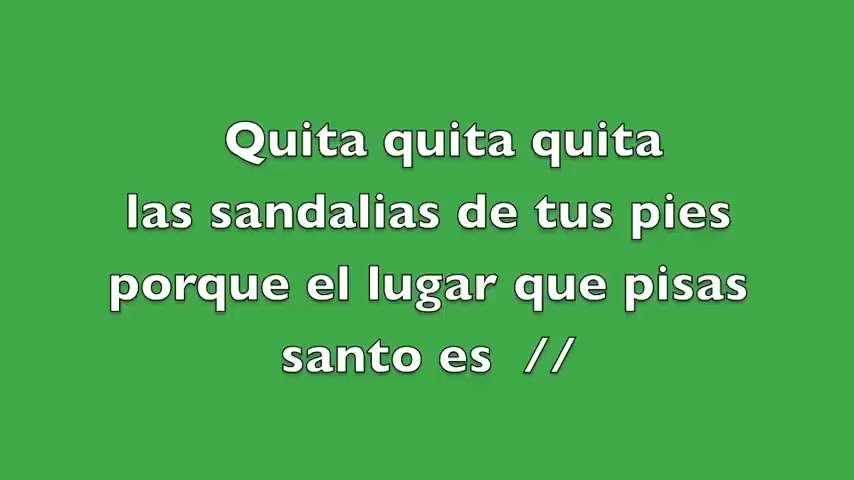 Quita quita quita
las sandalias de tus pies
porque el lugar que pisas
santo es //